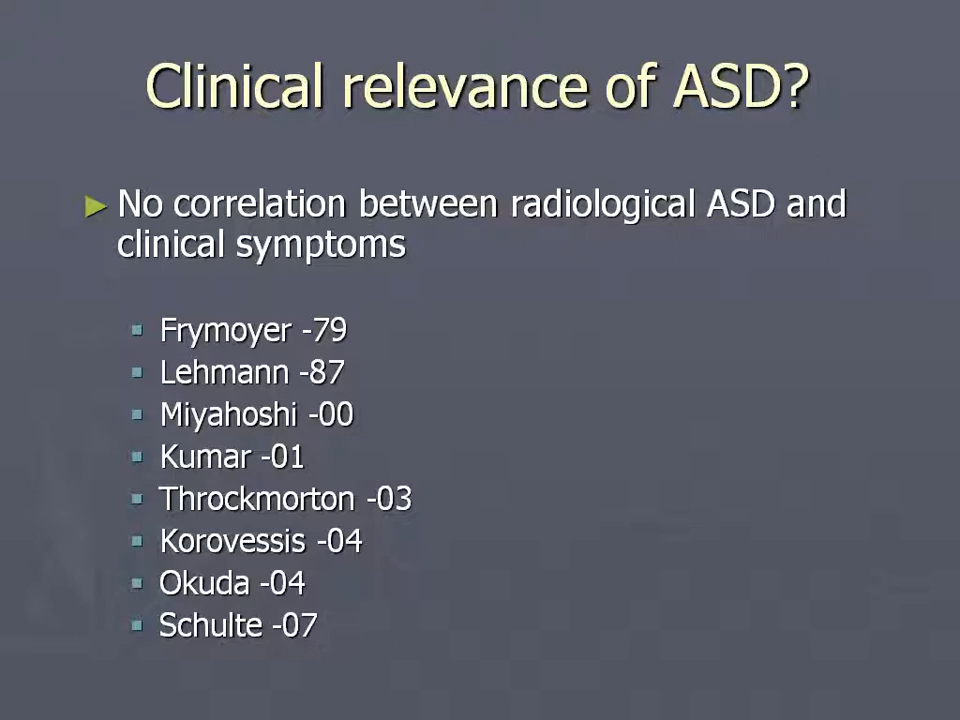 Clinical relevance of ASD?
► No correlation between radiological ASD and
clinical symptoms
▪ Frymoyer -79
▪ Lehmann -87
▪ Miyahoshi -00
▪ Kumar -01
▪ Throckmorton -03
▪ Korovessis -04
▪ Okuda -04
▪ Schulte -07